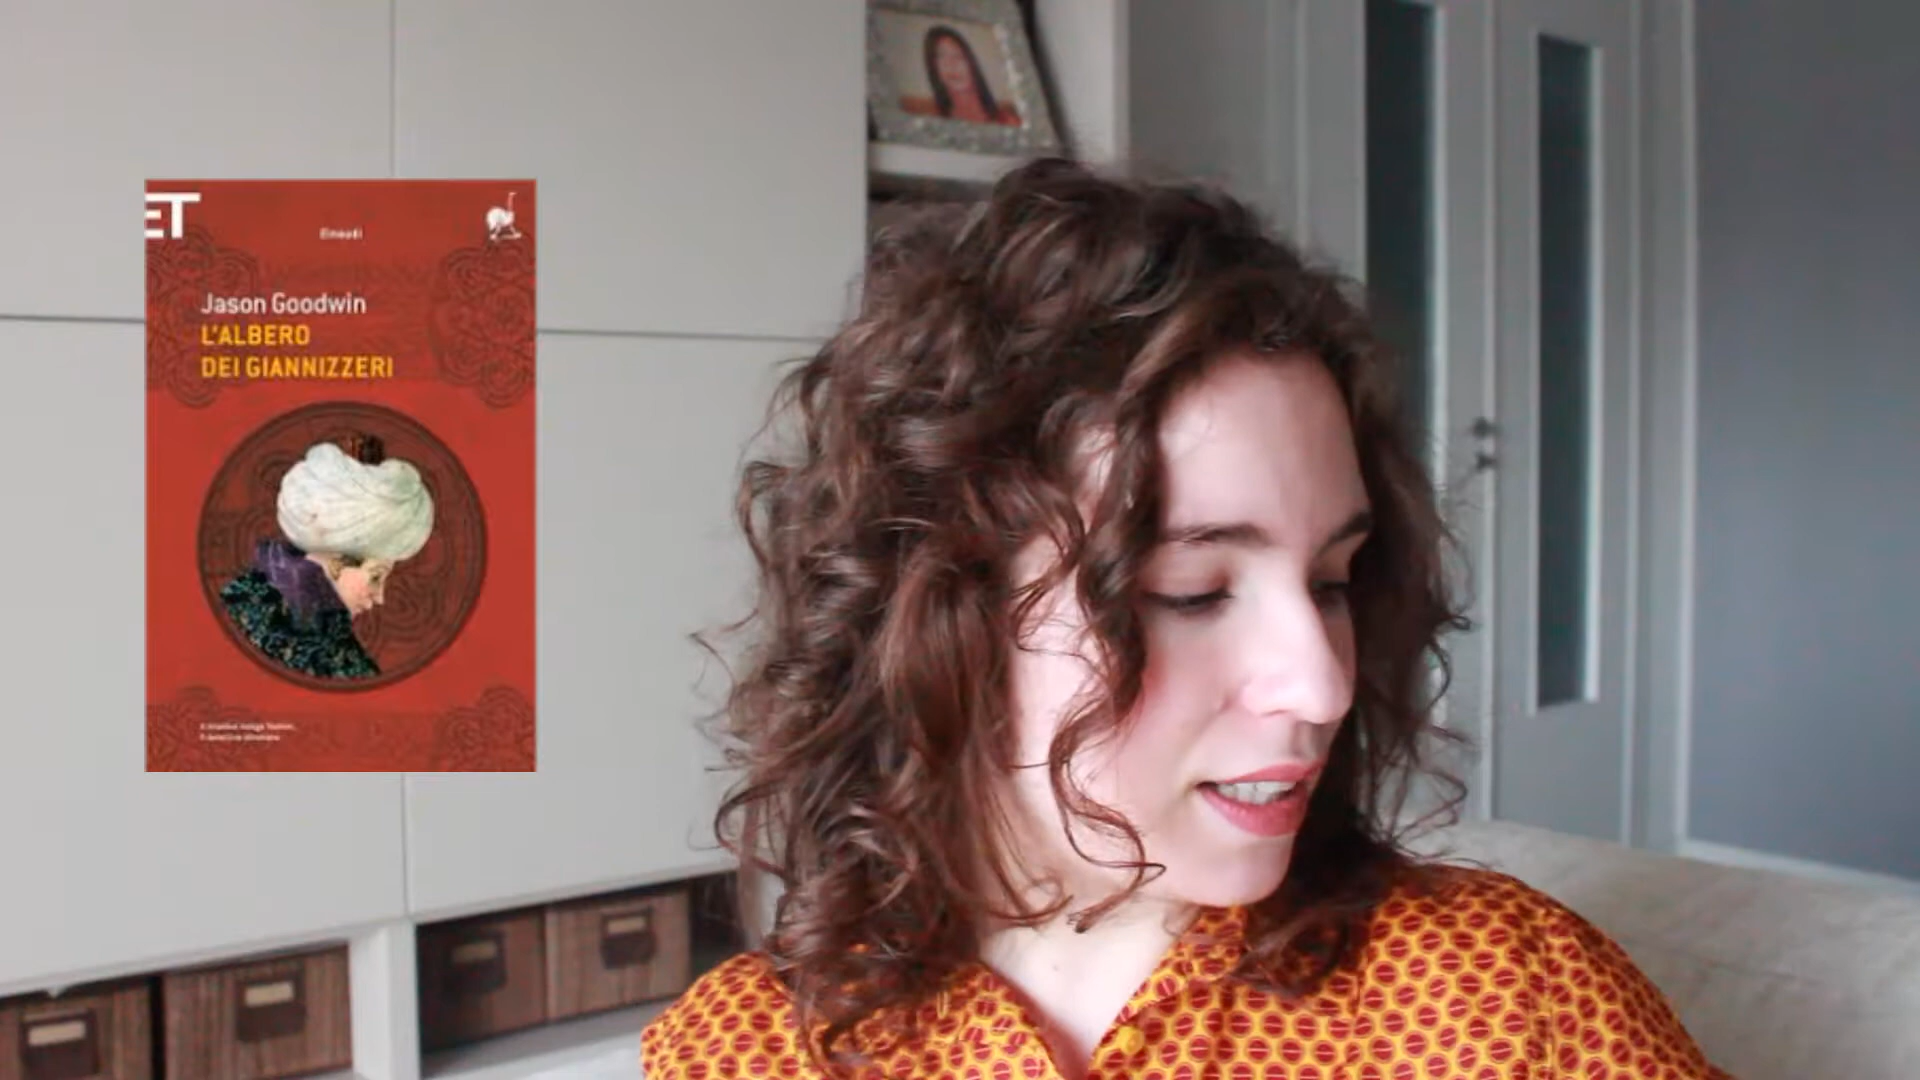 ET
Einaudi
Jason Goodwin
L'ALBERO
DEI GIANNIZZERI